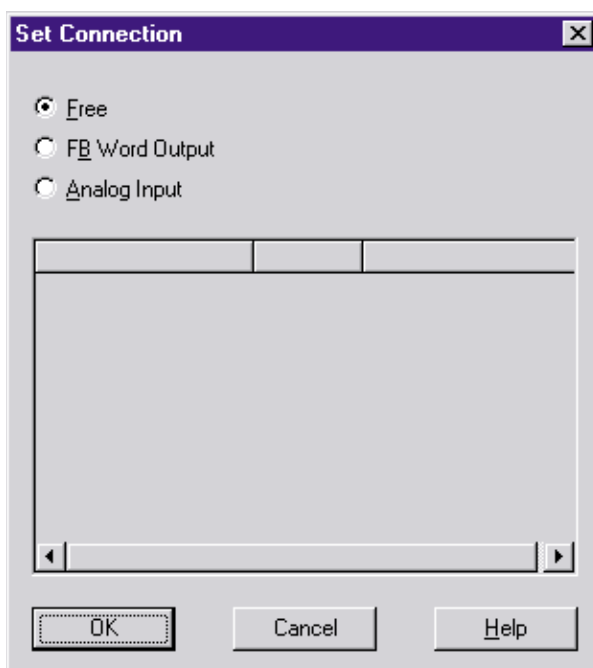 Set Connection
Free
FB Word Output
Analog Input
OK Cancel Help